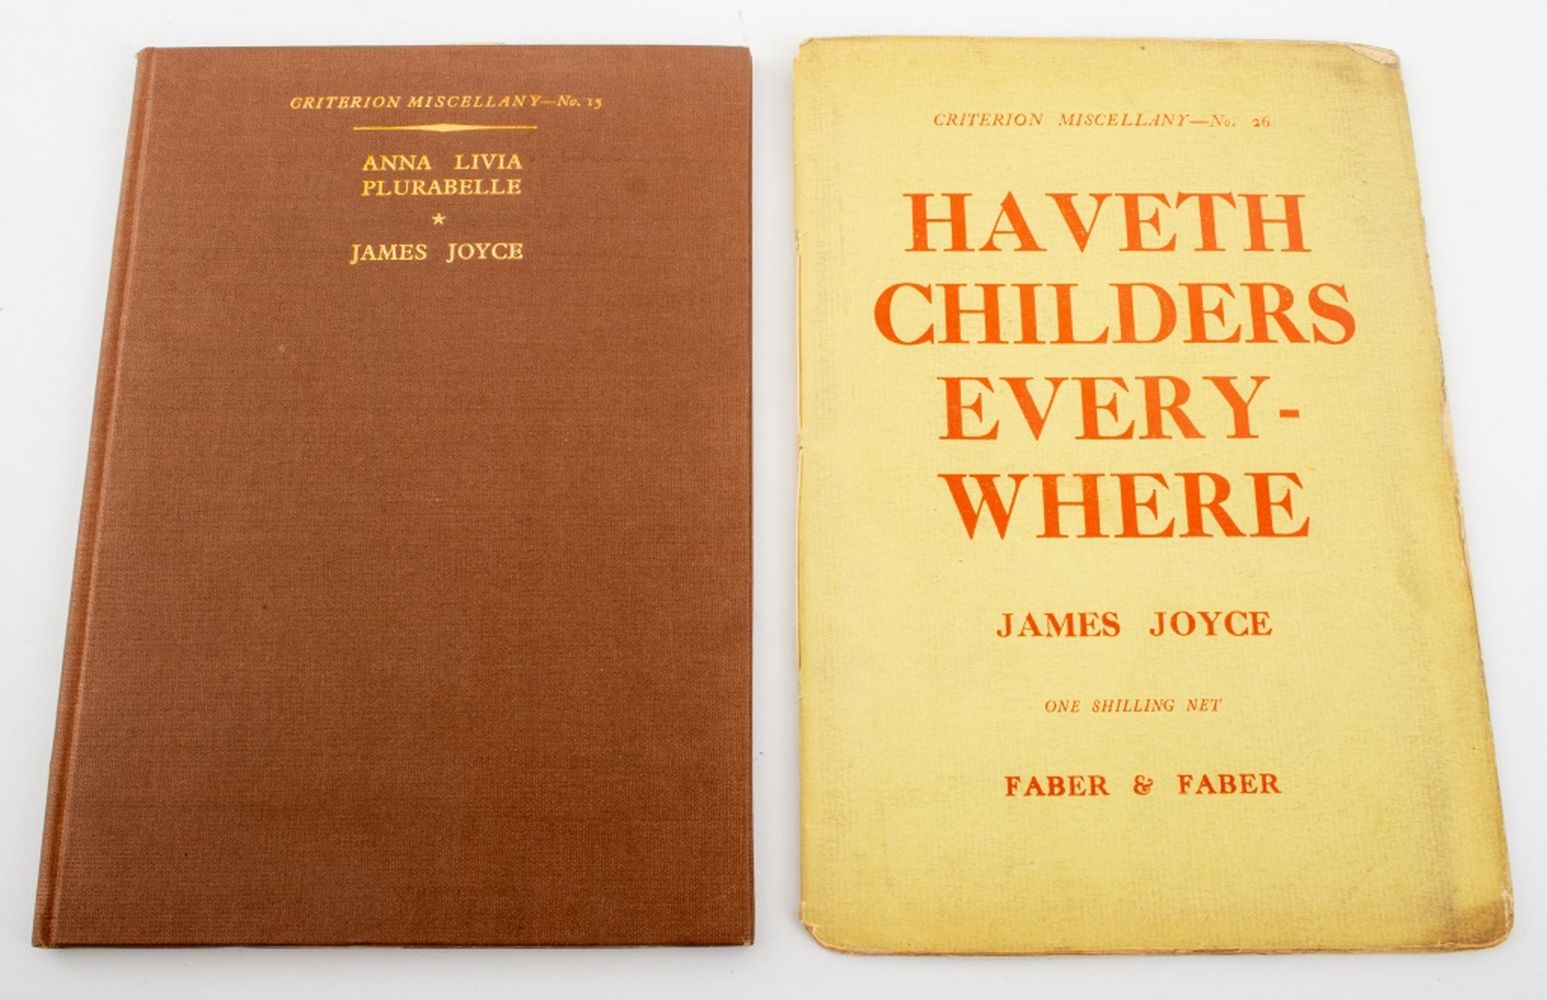 CRITERION MISCELLANY—No. 15
ANNA LIVIA
PLURABELLE
★
JAMES JOYCE
CRITERION MISCELLANY—No. 26
HAVETH
CHILDERS
EVERY-
WHERE
JAMES JOYCE
ONE SHILLING NET
FABER & FABER